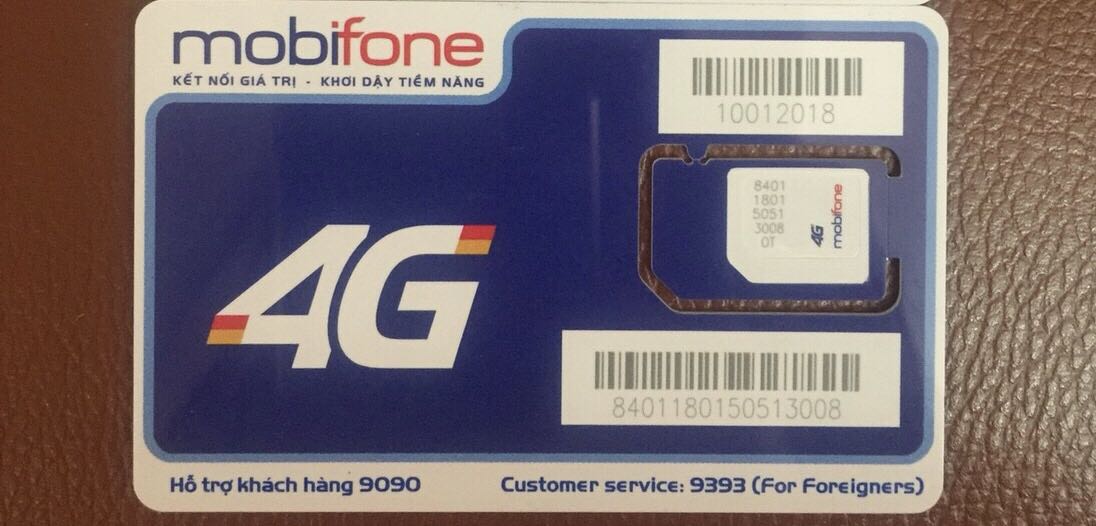 mobifone
KẾT NỐI GIÁ TRỊ - KHƠI DẬY TIỀM NĂNG
10012018
8401
1801
5051
3008
0T
4G
mobifone
4G
8401180150513008
Hỗ trợ khách hàng 9090
Customer service: 9393 (For Foreigners)